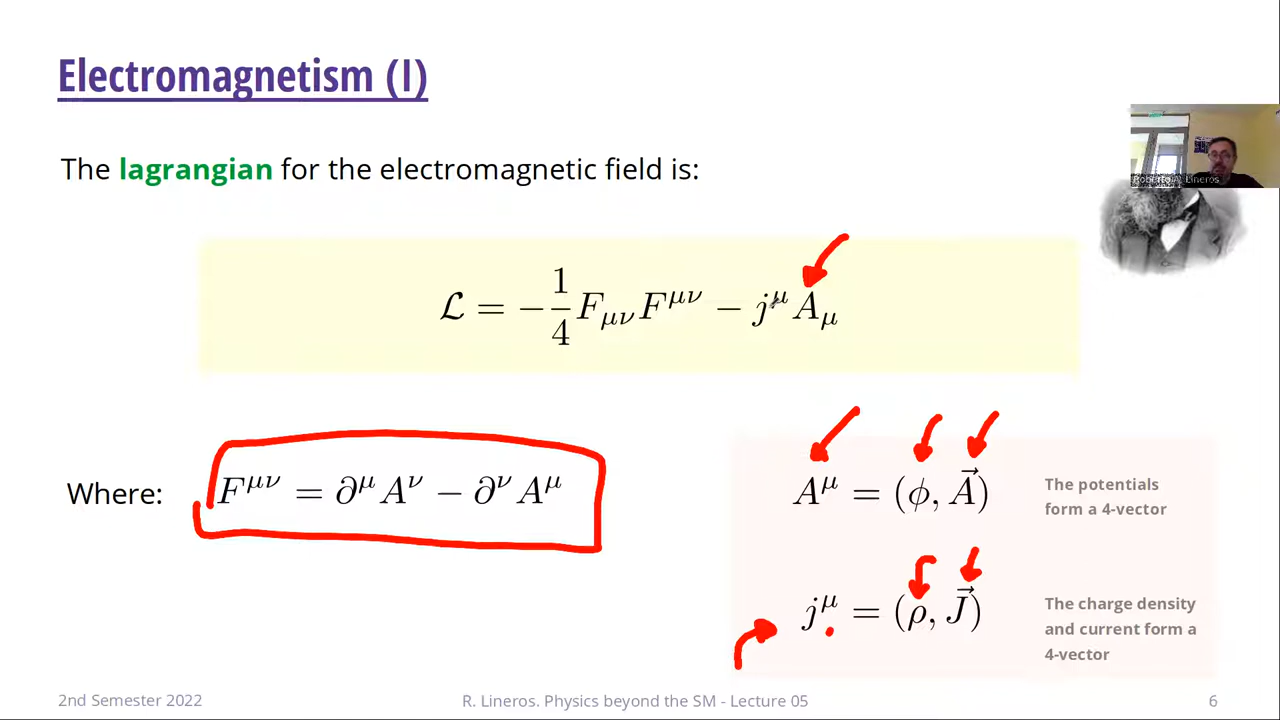 Electromagnetism (I)
The lagrangian for the electromagnetic field is:
Roberto A. Lineros
ℒ = −1/4 F_{μν}F^{μν} − j^μ A_μ
Where: F^{μν} = ∂^μ A^ν − ∂^ν A^μ
A^μ = (ϕ, A⃗)
The potentials
form a 4-vector
j^μ = (ρ, J⃗)
The charge density
and current form a
4-vector
2nd Semester 2022
R. Lineros. Physics beyond the SM - Lecture 05
6